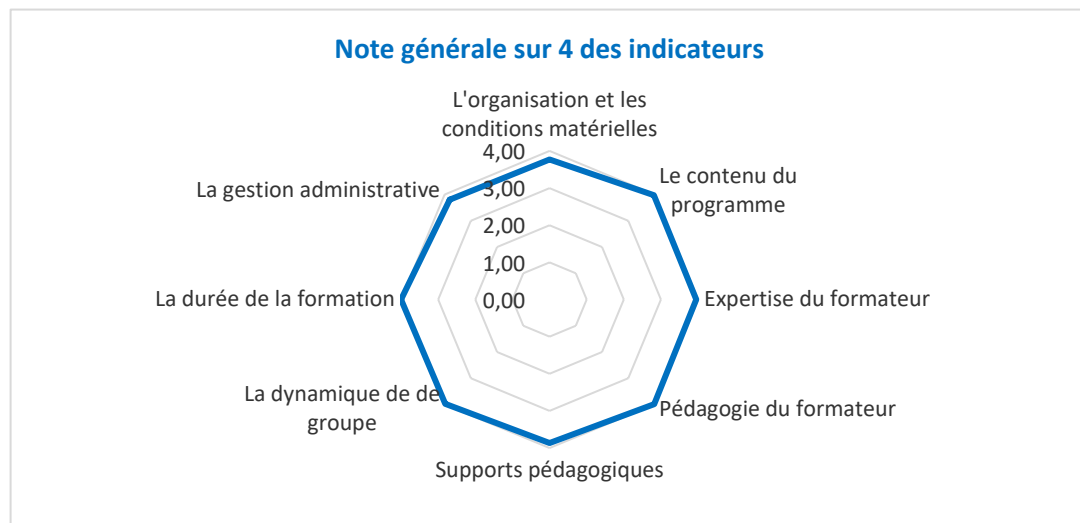 Note générale sur 4 des indicateurs
L'organisation et les
conditions matérielles
4,00
3,00
2,00
1,00
0,00
Le contenu du
programme
Expertise du formateur
Pédagogie du formateur
Supports pédagogiques
La dynamique de de
groupe
La durée de la formation
La gestion administrative